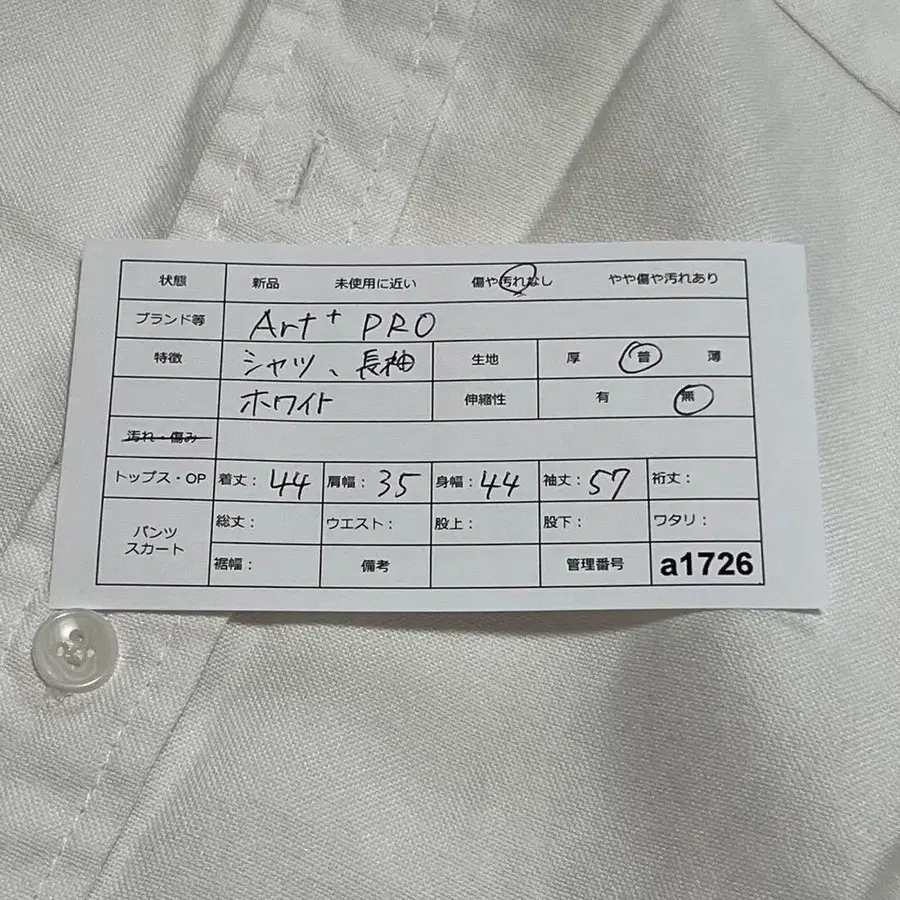 状態 新品 未使用に近い 傷や汚れなし やや傷や汚れあり
ブランド等 Art+ PRO
特徴 シャツ、長袖 生地 厚 普 薄
ホワイト 伸縮性 有 無
汚れ・傷み
トップス・OP 着丈: 44 肩幅: 35 身幅: 44 袖丈: 57 裄丈:
パンツ スカート 総丈: ウエスト: 股上: 股下: ワタリ:
裾幅: 備考 管理番号 a1726